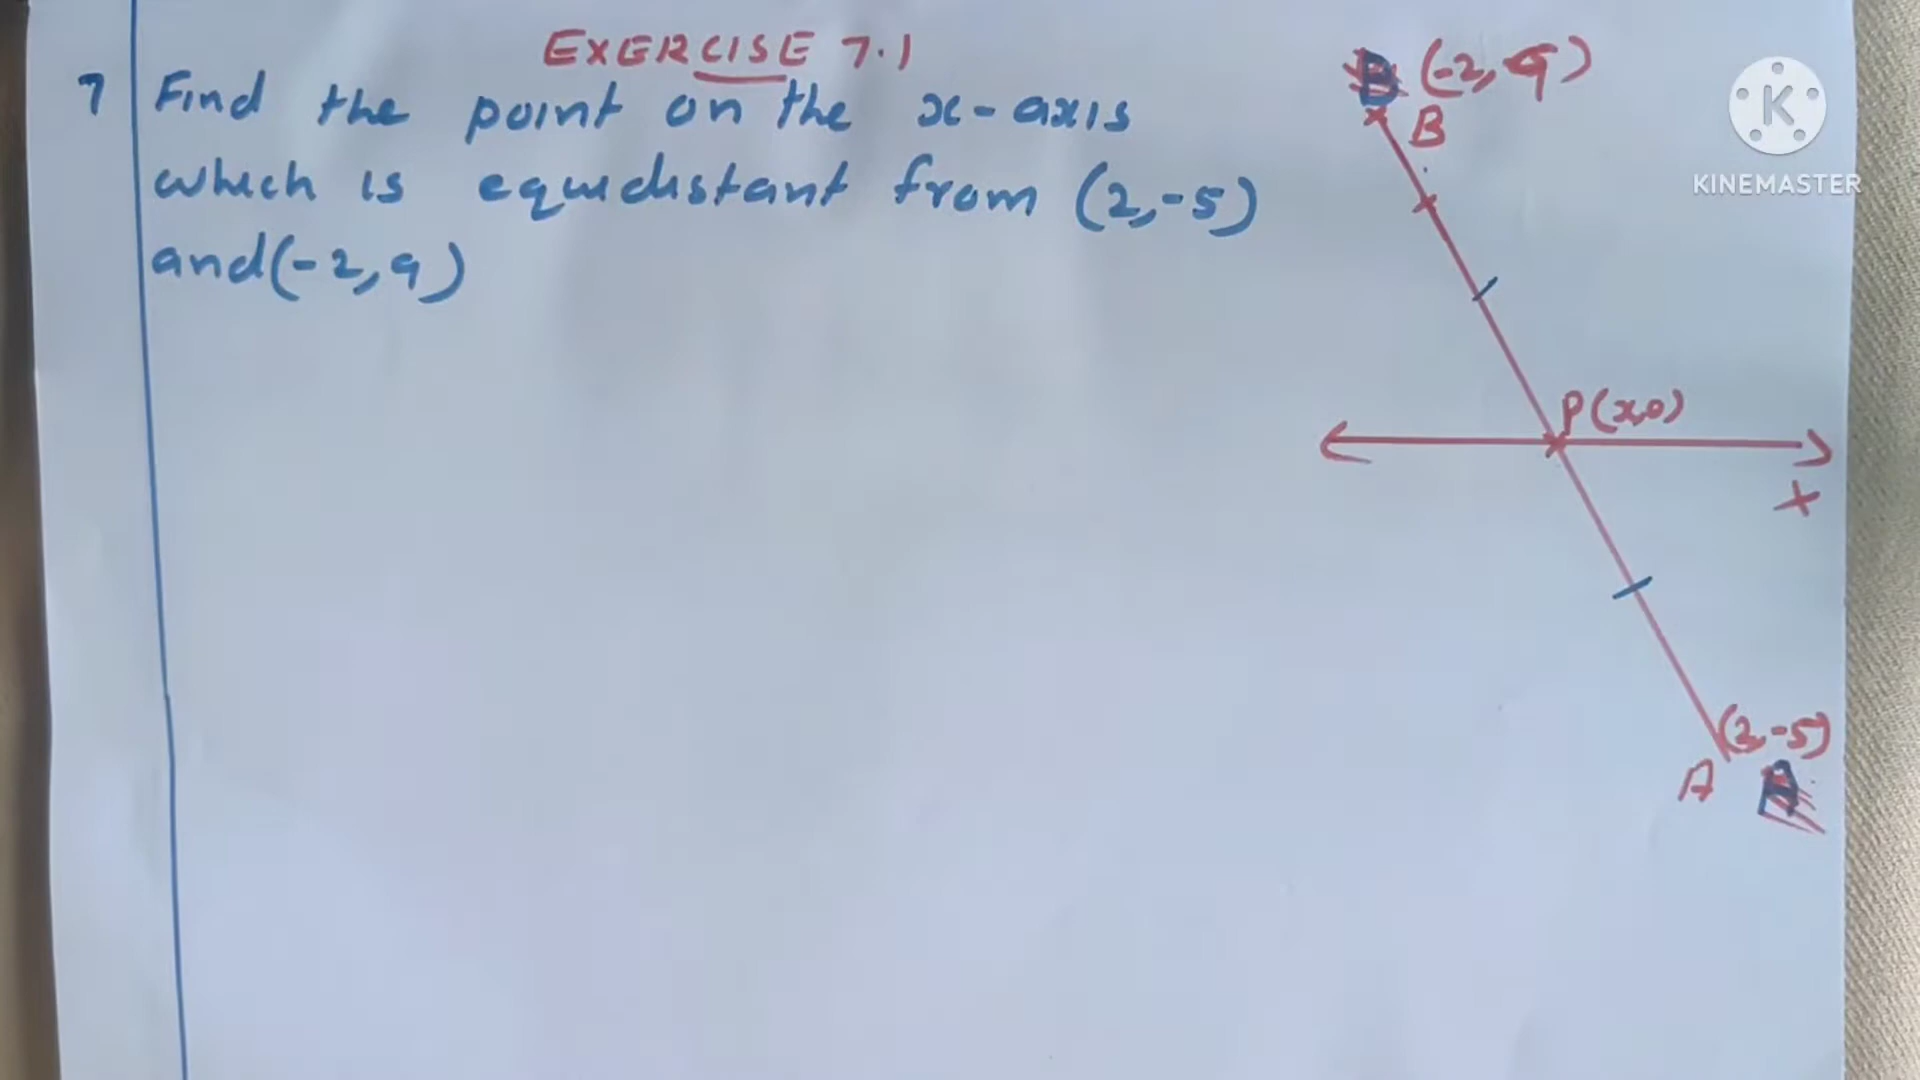 EXERCISE 7.1
7 Find the point on the x-axis
which is equidistant from (2,-5)
and (-2,9)
B (-2, 9)
B
K
KINEMASTER
P(x,0)
X
(2,-5)
A A